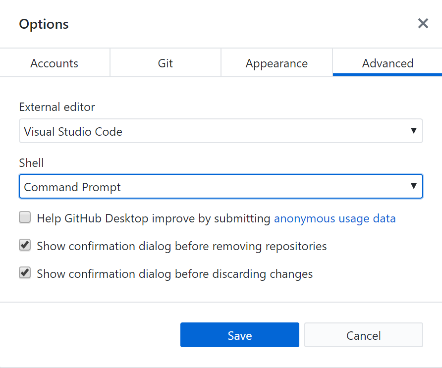 Options
Accounts Git Appearance Advanced
External editor
Visual Studio Code
Shell
Command Prompt
Help GitHub Desktop improve by submitting anonymous usage data
Show confirmation dialog before removing repositories
Show confirmation dialog before discarding changes
Save Cancel